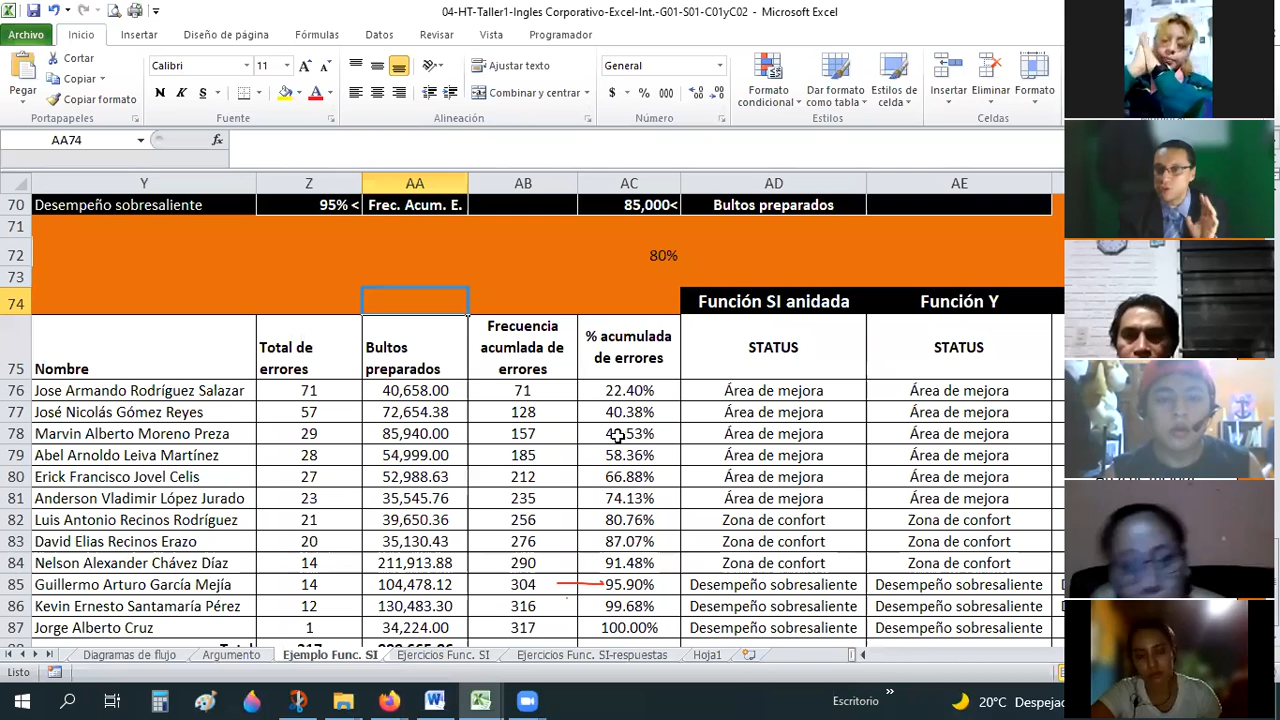 04-HT-Taller1-Ingles Corporativo-Excel-Int.-G01-S01-C01yC02 - Microsoft Excel
Archivo Inicio Insertar Diseño de página Fórmulas Datos Revisar Vista Programador
Pegar Cortar Copiar Copiar formato
Calibri 11
N K S
Ajustar texto
Combinar y centrar
General
$ % 000
Formato condicional Dar formato como tabla Estilos de celda
Insertar Eliminar Formato
Portapapeles Fuente Alineación Número Estilos Celdas
AA74 fx
Y Z AA AB AC AD AE
70 Desempeño sobresaliente 95% < Frec. Acum. E. 85,000< Bultos preparados
71
72 80%
73
74 Función SI anidada Función Y
75 Nombre Total de errores Bultos preparados Frecuencia acumlada de errores % acumulada de errores STATUS STATUS
76 Jose Armando Rodríguez Salazar 71 40,658.00 71 22.40% Área de mejora Área de mejora
77 José Nicolás Gómez Reyes 57 72,654.38 128 40.38% Área de mejora Área de mejora
78 Marvin Alberto Moreno Preza 29 85,940.00 157 Área de mejora Área de mejora
79 Abel Arnoldo Leiva Martínez 28 54,999.00 185 58.36% Área de mejora Área de mejora
80 Erick Francisco Jovel Celis 27 52,988.63 212 66.88% Área de mejora Área de mejora
81 Anderson Vladimir López Jurado 23 35,545.76 235 74.13% Área de mejora Área de mejora
82 Luis Antonio Recinos Rodríguez 21 39,650.36 256 80.76% Zona de confort Zona de confort
83 David Elias Recinos Erazo 20 35,130.43 276 87.07% Zona de confort Zona de confort
84 Nelson Alexander Chávez Díaz 14 211,913.88 290 91.48% Zona de confort Zona de confort
85 Guillermo Arturo García Mejía 14 104,478.12 304 95.90% Desempeño sobresaliente Desempeño sobresaliente
86 Kevin Ernesto Santamaría Pérez 12 130,483.30 316 99.68% Desempeño sobresaliente Desempeño sobresaliente
87 Jorge Alberto Cruz 1 34,224.00 317 100.00% Desempeño sobresaliente Desempeño sobresaliente
Diagramas de flujo Argumento Ejemplo Func. SI Ejercicios Func. SI Ejercicios Func. SI-respuestas Hoja1
Listo
Escritorio » 20°C Despejad